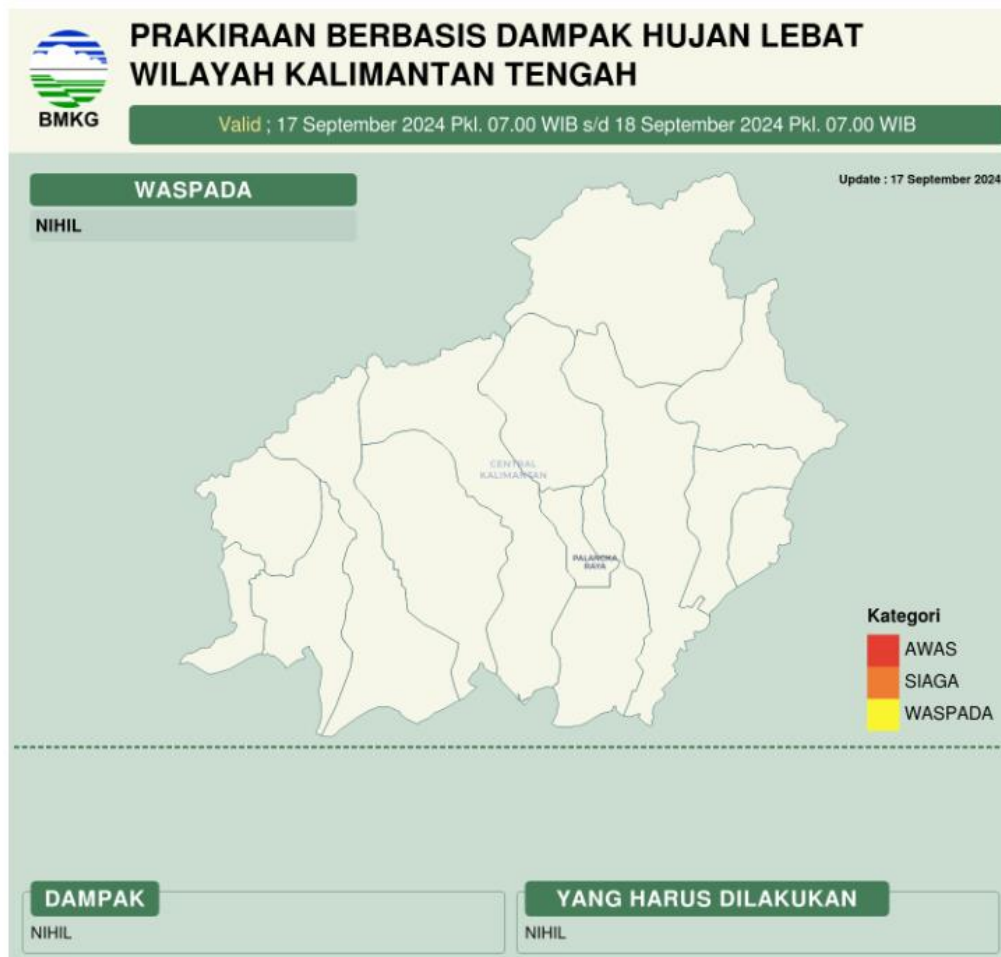 PRAKIRAAN BERBASIS DAMPAK HUJAN LEBAT
WILAYAH KALIMANTAN TENGAH
BMKG
Valid ; 17 September 2024 Pkl. 07.00 WIB s/d 18 September 2024 Pkl. 07.00 WIB
WASPADA
NIHIL
Update : 17 September 2024
CENTRAL
KALIMANTAN
PALANGKA
RAYA
Kategori
AWAS
SIAGA
WASPADA
DAMPAK
NIHIL
YANG HARUS DILAKUKAN
NIHIL